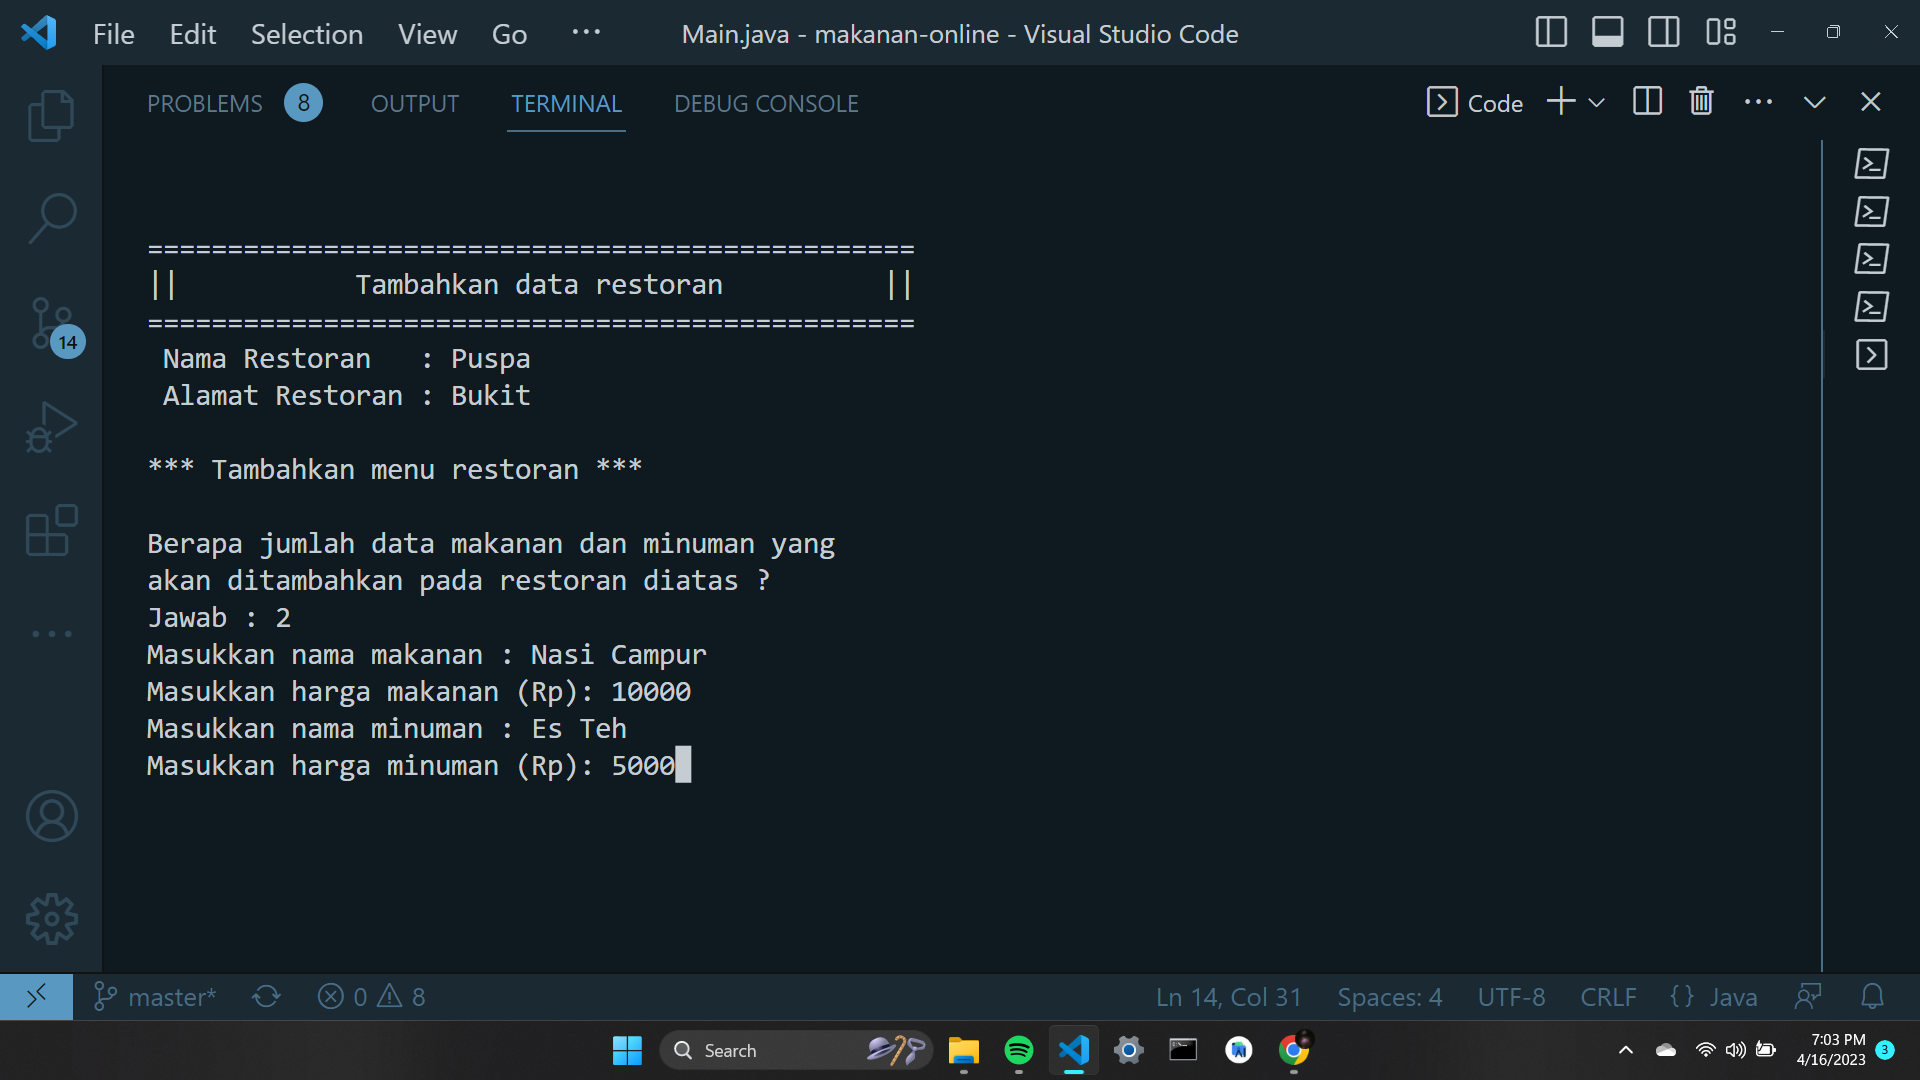 File Edit Selection View Go ... Main.java - makanan-online - Visual Studio Code
PROBLEMS 8 OUTPUT TERMINAL DEBUG CONSOLE Code
================================================
|| Tambahkan data restoran ||
================================================
Nama Restoran : Puspa
Alamat Restoran : Bukit
*** Tambahkan menu restoran ***
Berapa jumlah data makanan dan minuman yang
akan ditambahkan pada restoran diatas ?
Jawab : 2
Masukkan nama makanan : Nasi Campur
Masukkan harga makanan (Rp): 10000
Masukkan nama minuman : Es Teh
Masukkan harga minuman (Rp): 5000
14
master* 0 8 Ln 14, Col 31 Spaces: 4 UTF-8 CRLF {} Java
Search
7:03 PM
4/16/2023 3